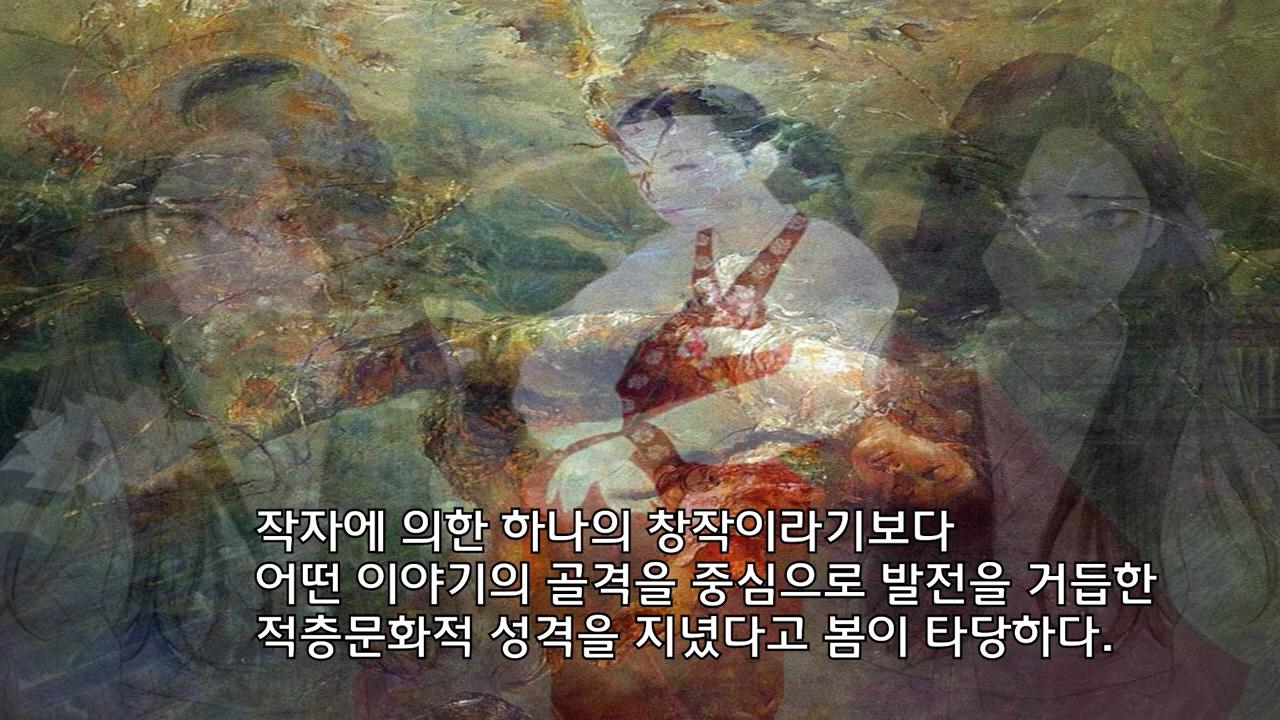 작자에 의한 하나의 창작이라기보다
어떤 이야기의 골격을 중심으로 발전을 거듭한
적층문화적 성격을 지녔다고 봄이 타당하다.